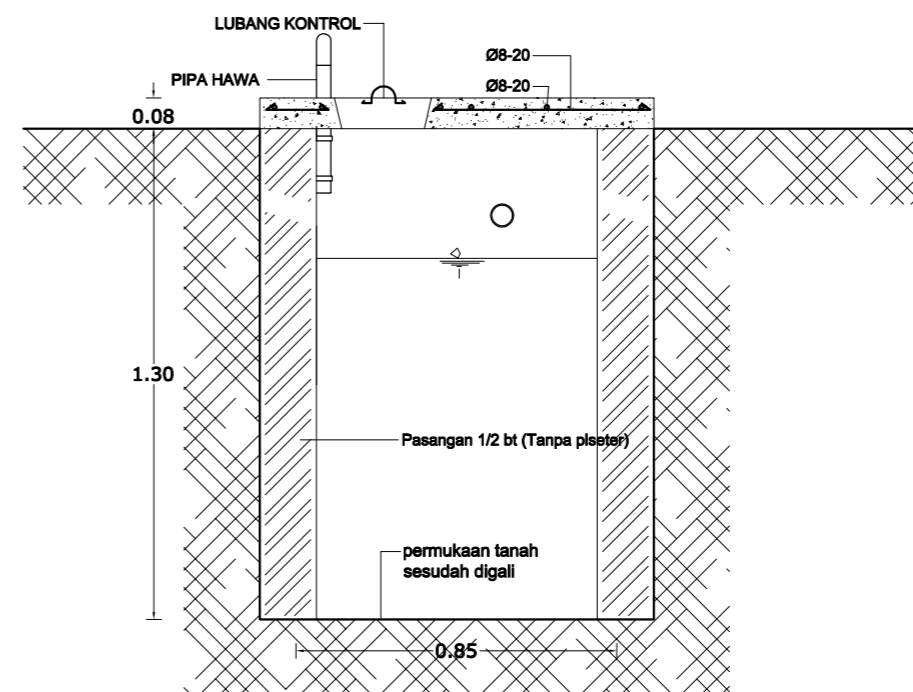 LUBANG KONTROL
Ø8-20
PIPA HAWA
Ø8-20
0.08
1.30
Pasangan 1/2 bt (Tanpa plseter)
permukaan tanah
sesudah digali
0.85